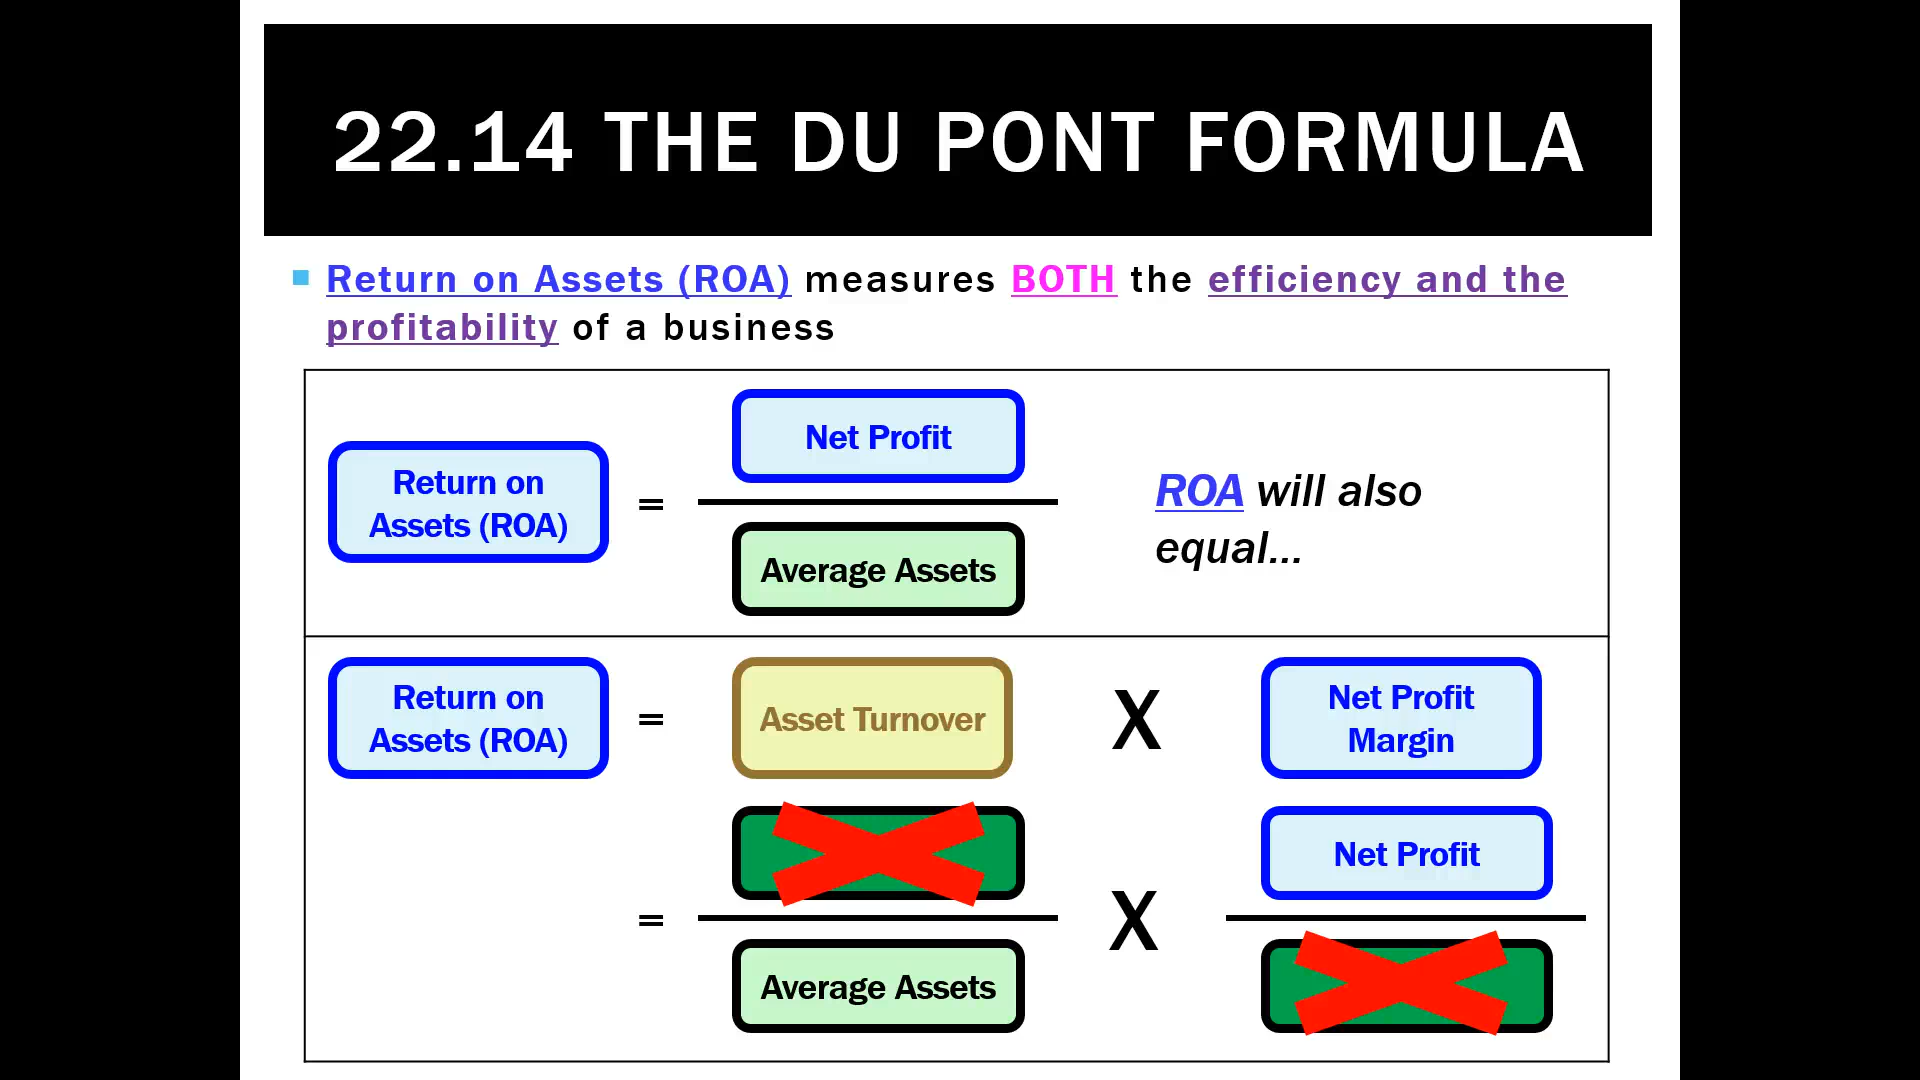 22.14 THE DU PONT FORMULA
Return on Assets (ROA) measures BOTH the efficiency and the
profitability of a business
Return on
Assets (ROA)
=
Net Profit
Average Assets
ROA will also
equal...
Return on
Assets (ROA)
=
Asset Turnover
X
Net Profit
Margin
=
Average Assets
X
Net Profit